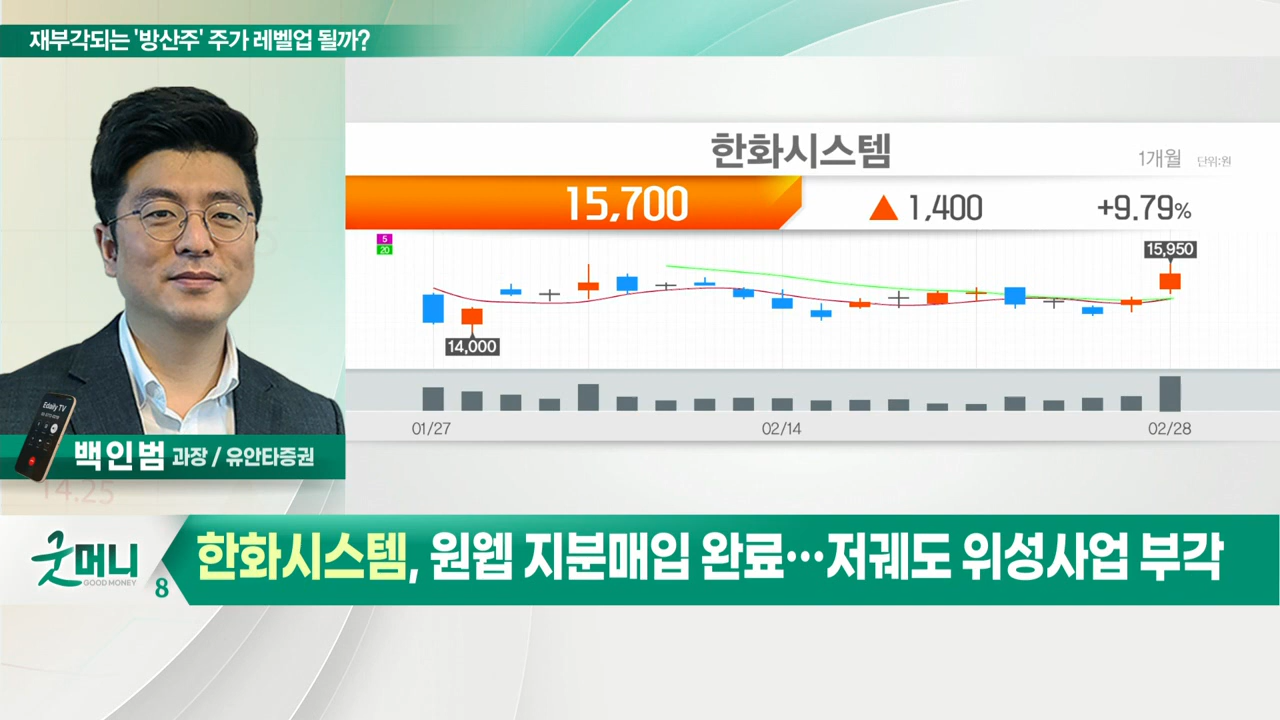 재부각되는 '방산주' 주가 레벨업 될까?
한화시스템
1개월 단위:원
15,700 ▲ 1,400 +9.79%
5
20
15,950
14,000
01/27 02/14 02/28
Edaily TV
백인범 과장 / 유안타증권
14.25
굿머니
GOOD MONEY
8
한화시스템, 원웹 지분매입 완료…저궤도 위성사업 부각